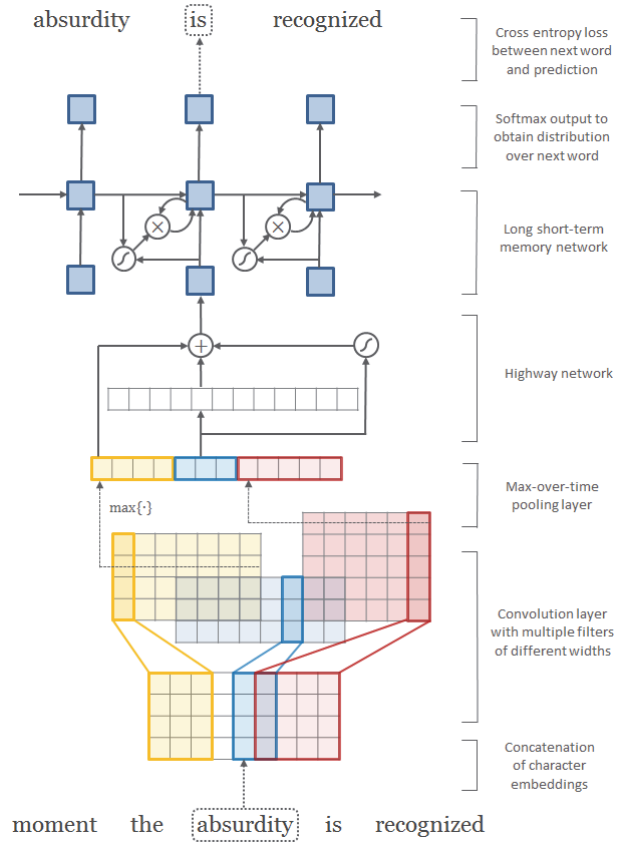 absurdity is recognized
Cross entropy loss
between next word
and prediction
Softmax output to
obtain distribution
over next word
Long short-term
memory network
+
Highway network
max{·}
Max-over-time
pooling layer
Convolution layer
with multiple filters
of different widths
Concatenation
of character
embeddings
moment the absurdity is recognized